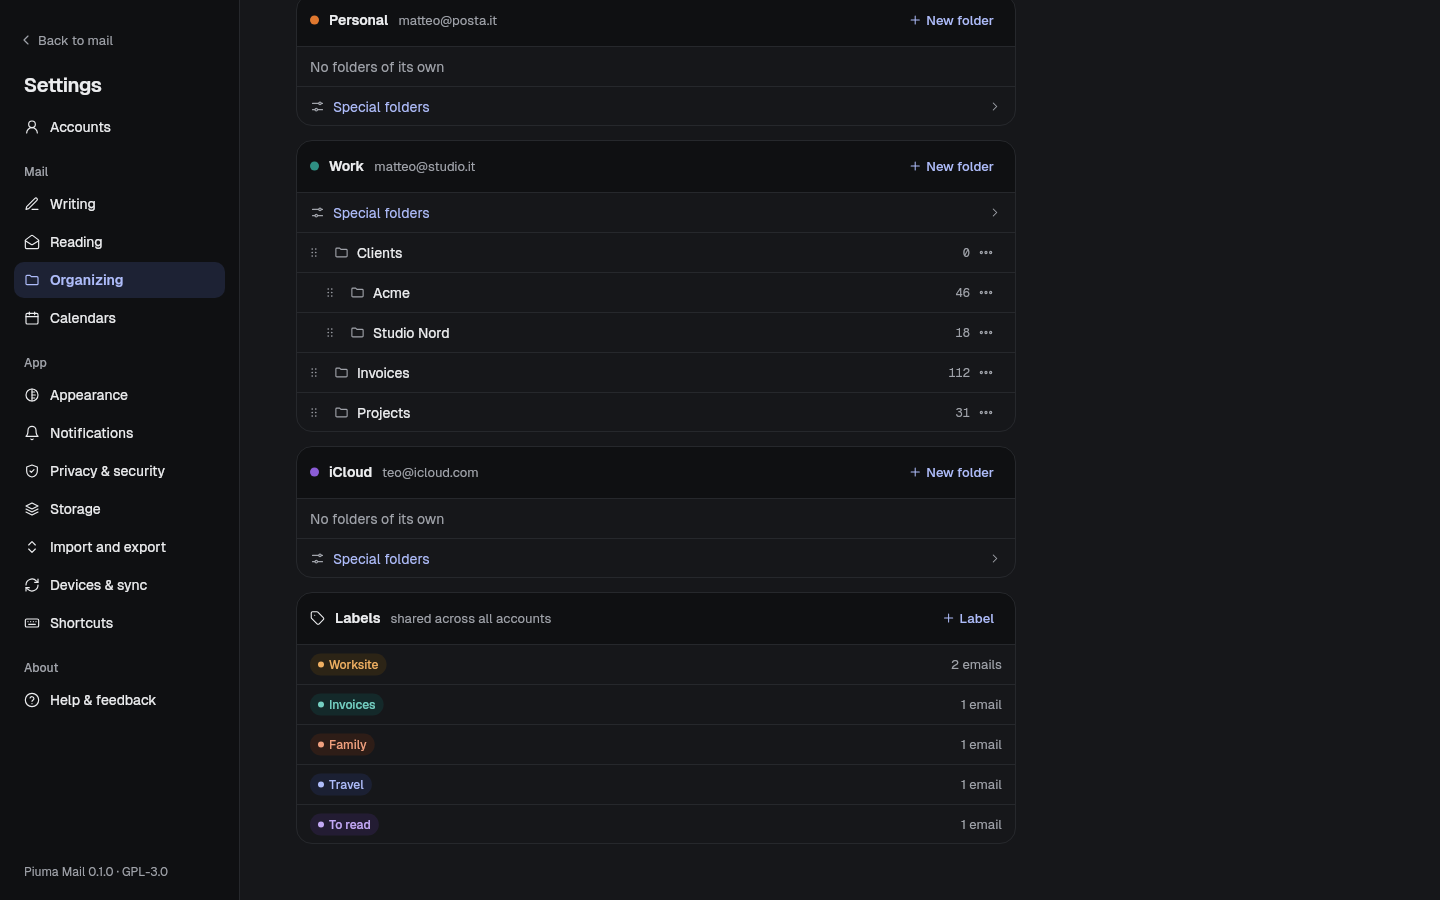 Back to mail
Settings
Accounts
Mail
Writing
Reading
Organizing
Calendars
App
Appearance
Notifications
Privacy & security
Storage
Import and export
Devices & sync
Shortcuts
About
Help & feedback
Piuma Mail 0.1.0 · GPL-3.0
Personal matteo@posta.it + New folder
No folders of its own
Special folders
Work matteo@studio.it + New folder
Special folders
Clients 0
Acme 46
Studio Nord 18
Invoices 112
Projects 31
iCloud teo@icloud.com + New folder
No folders of its own
Special folders
Labels shared across all accounts + Label
Worksite 2 emails
Invoices 1 email
Family 1 email
Travel 1 email
To read 1 email